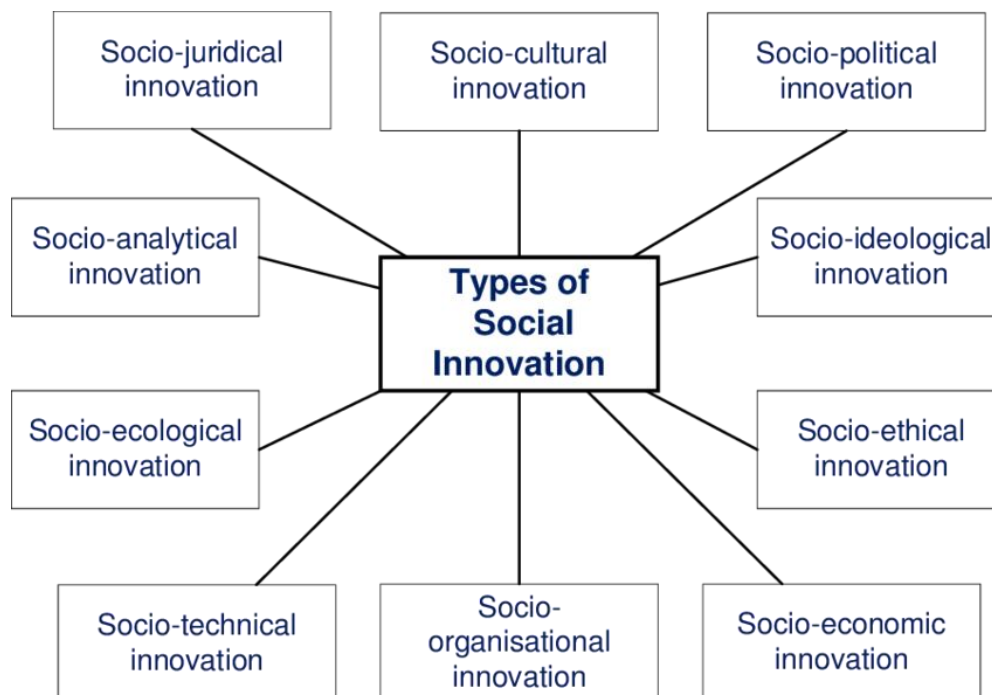 Socio-juridical
innovation
Socio-cultural
innovation
Socio-political
innovation
Socio-analytical
innovation
Socio-ideological
innovation
Types of
Social
Innovation
Socio-ecological
innovation
Socio-ethical
innovation
Socio-technical
innovation
Socio-
organisational
innovation
Socio-economic
innovation